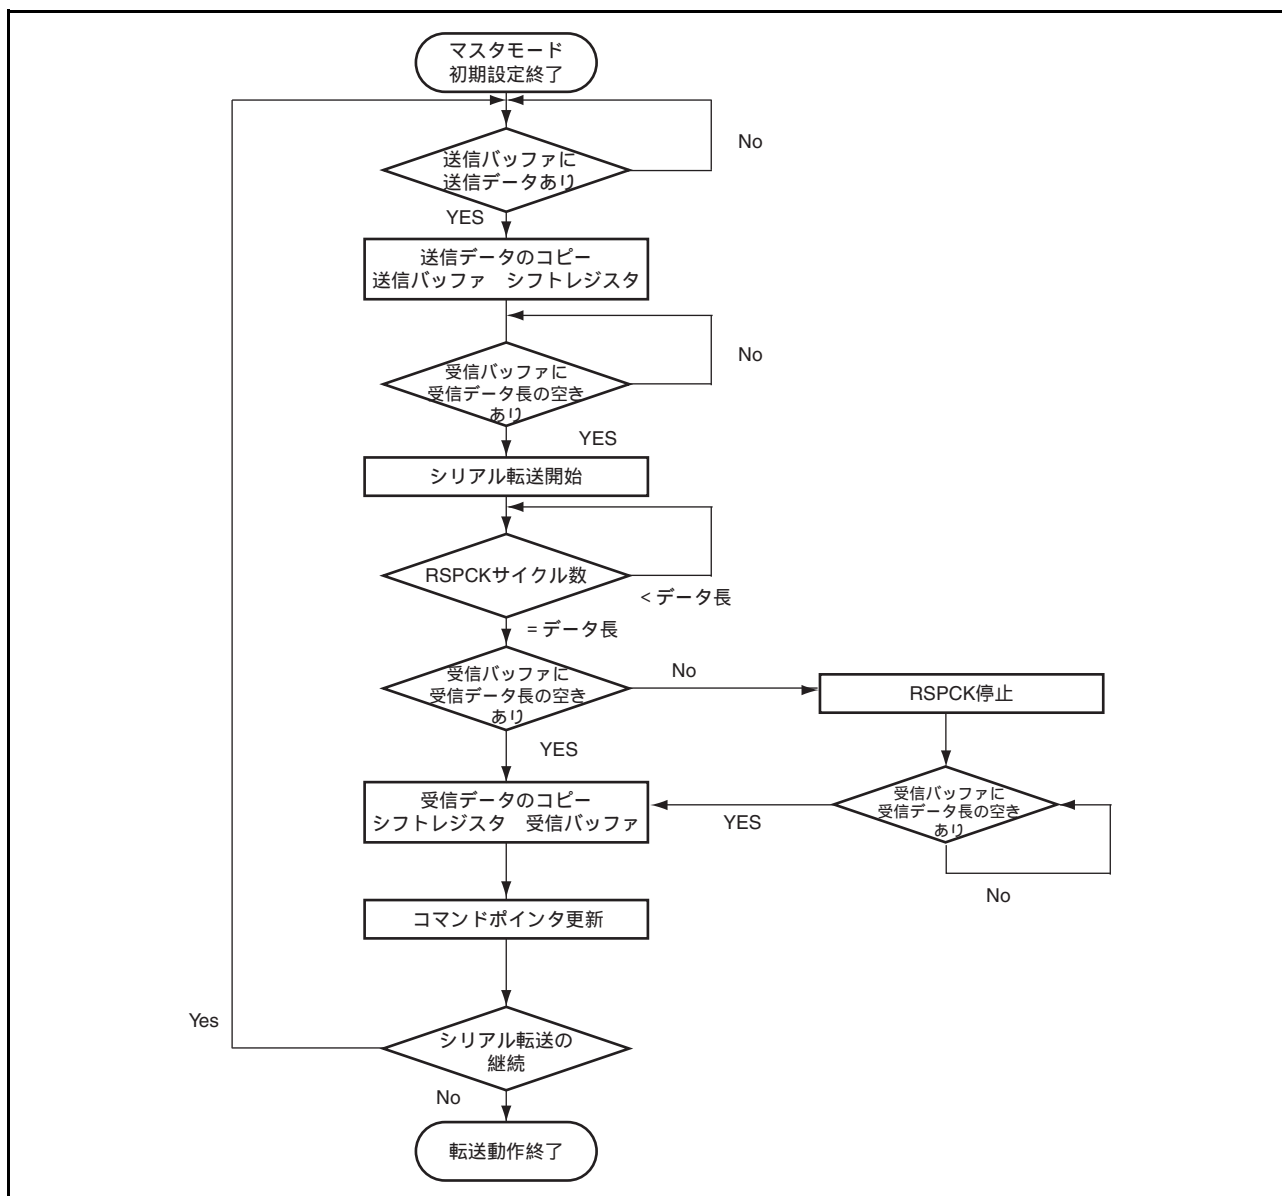 マスタモード
初期設定終了
No
送信バッファに
送信データあり
YES
送信データのコピー
送信バッファ　シフトレジスタ
No
受信バッファに
受信データ長の空き
あり
YES
シリアル転送開始
RSPCKサイクル数
< データ長
= データ長
受信バッファに
受信データ長の空き
あり
No
RSPCK停止
YES
受信データのコピー
シフトレジスタ　受信バッファ
YES
受信バッファに
受信データ長の空き
あり
No
コマンドポインタ更新
Yes
シリアル転送の
継続
No
転送動作終了